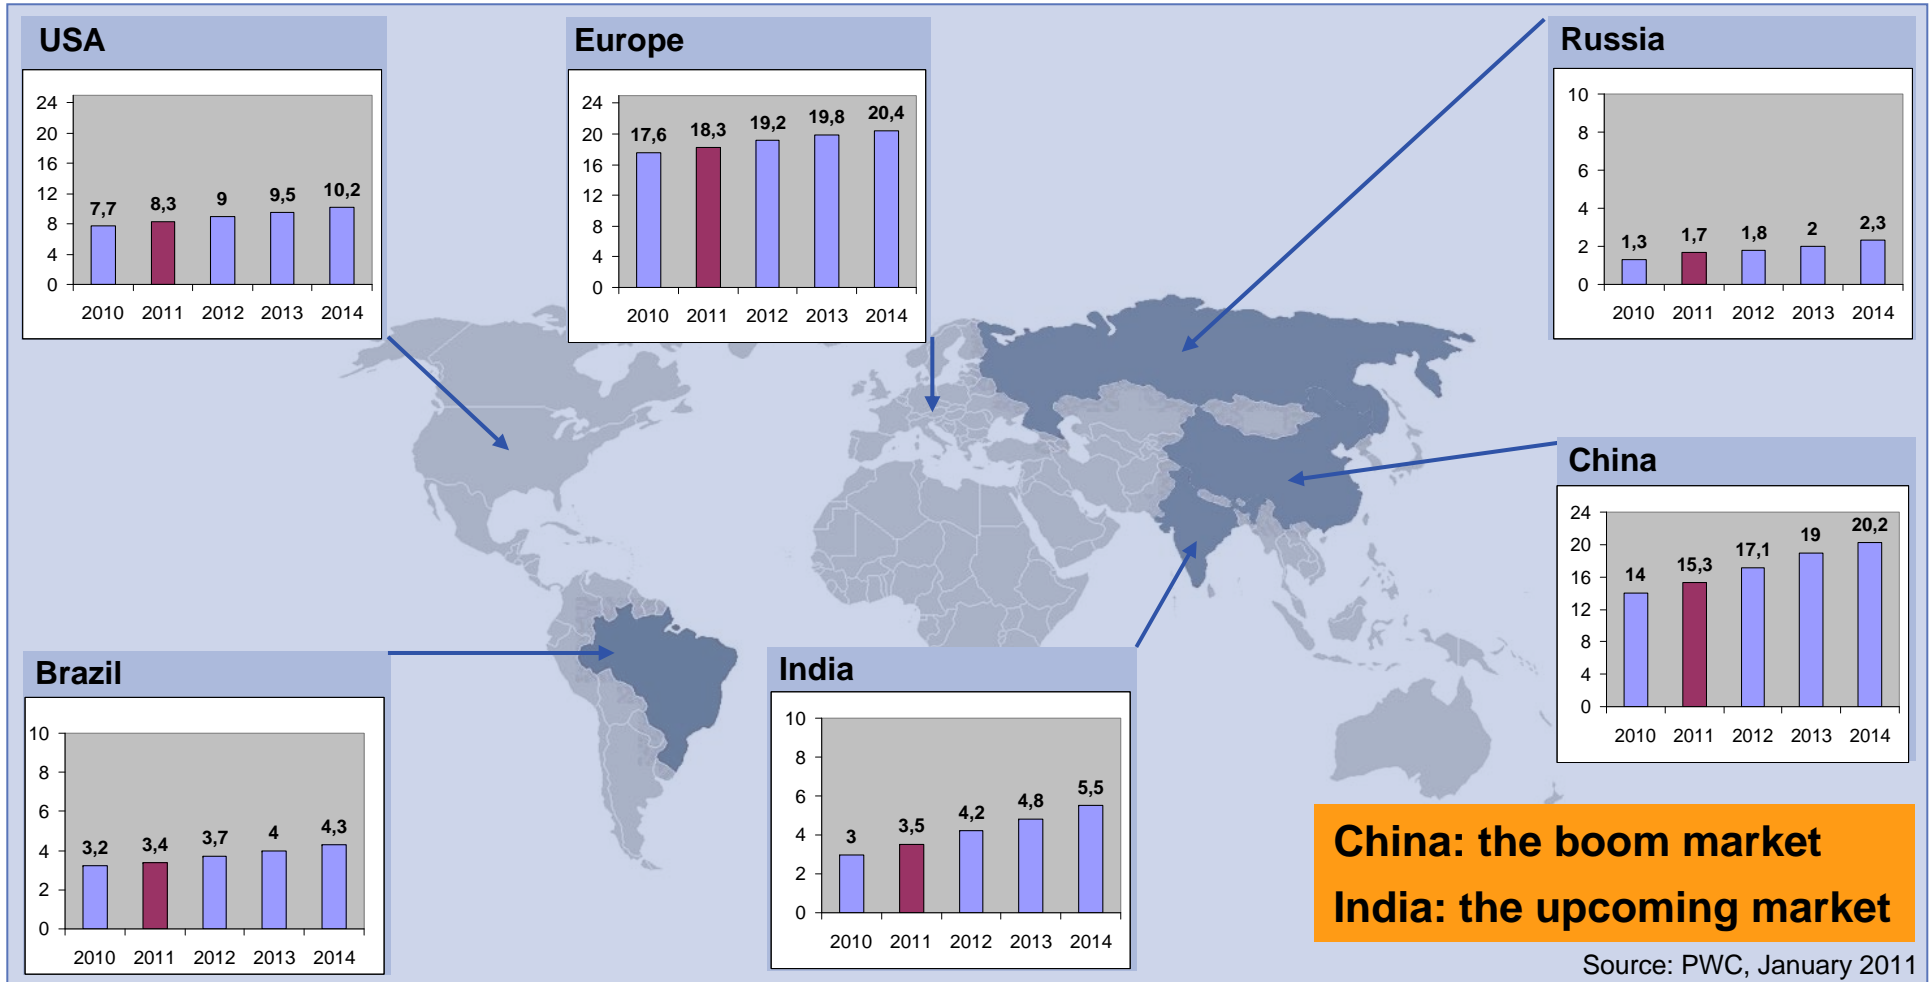 USA
24
20
16
12
8
4
0
7,7 8,3 9 9,5 10,2
2010 2011 2012 2013 2014
Europe
24
20
16
12
8
4
0
17,6 18,3 19,2 19,8 20,4
2010 2011 2012 2013 2014
Russia
10
8
6
4
2
0
1,3 1,7 1,8 2 2,3
2010 2011 2012 2013 2014
China
24
20
16
12
8
4
0
14 15,3 17,1 19 20,2
2010 2011 2012 2013 2014
Brazil
10
8
6
4
2
0
3,2 3,4 3,7 4 4,3
2010 2011 2012 2013 2014
India
10
8
6
4
2
0
3 3,5 4,2 4,8 5,5
2010 2011 2012 2013 2014
China: the boom market
India: the upcoming market
Source: PWC, January 2011